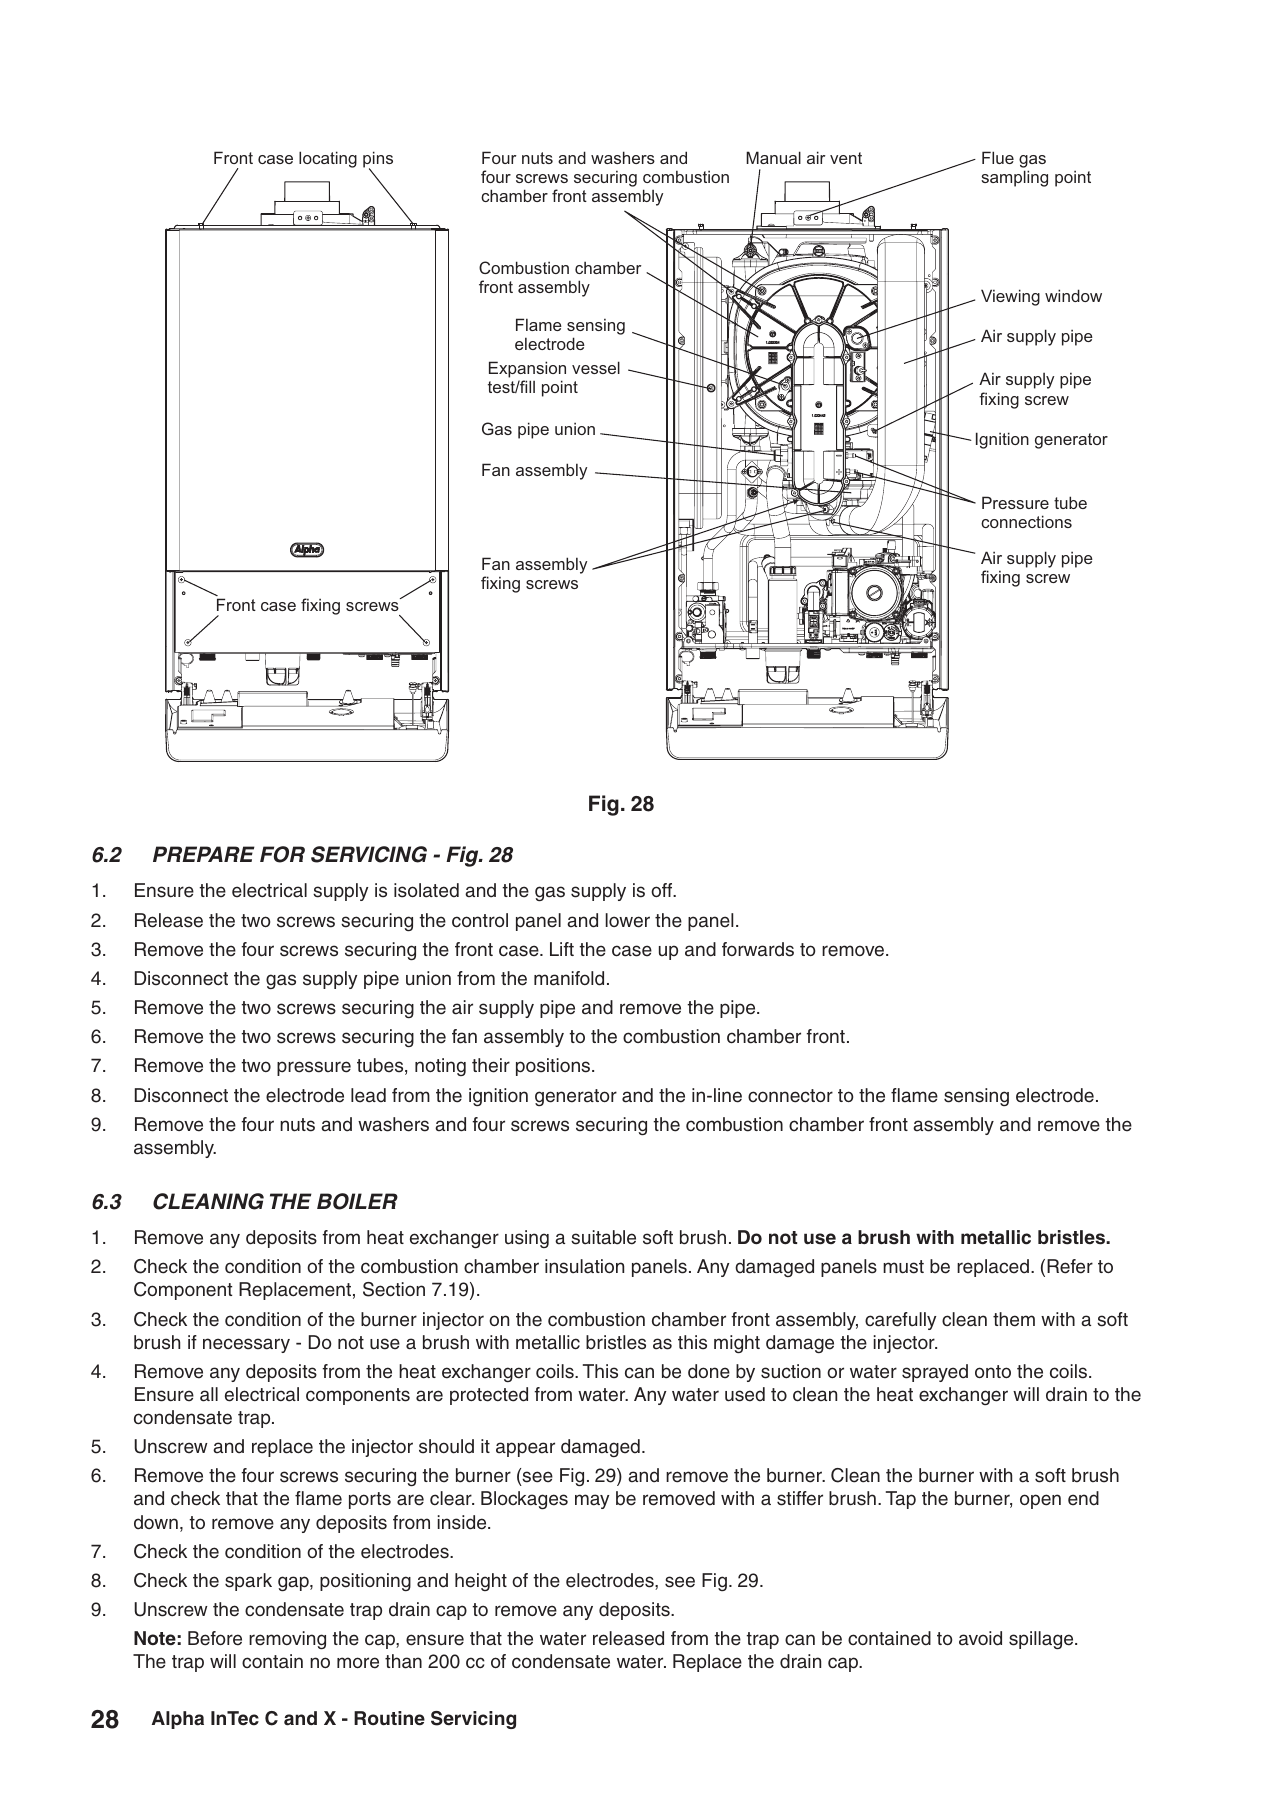 Front case locating pins
Four nuts and washers and
four screws securing combustion
chamber front assembly
Manual air vent
Flue gas
sampling point
Combustion chamber
front assembly
Flame sensing
electrode
Expansion vessel
test/fill point
Gas pipe union
Fan assembly
Fan assembly
fixing screws
Viewing window
Air supply pipe
Air supply pipe
fixing screw
Ignition generator
Pressure tube
connections
Air supply pipe
fixing screw
Alpha
Front case fixing screws
Fig. 28
6.2 PREPARE FOR SERVICING - Fig. 28
1. Ensure the electrical supply is isolated and the gas supply is off.
2. Release the two screws securing the control panel and lower the panel.
3. Remove the four screws securing the front case. Lift the case up and forwards to remove.
4. Disconnect the gas supply pipe union from the manifold.
5. Remove the two screws securing the air supply pipe and remove the pipe.
6. Remove the two screws securing the fan assembly to the combustion chamber front.
7. Remove the two pressure tubes, noting their positions.
8. Disconnect the electrode lead from the ignition generator and the in-line connector to the flame sensing electrode.
9. Remove the four nuts and washers and four screws securing the combustion chamber front assembly and remove the
assembly.
6.3 CLEANING THE BOILER
1. Remove any deposits from heat exchanger using a suitable soft brush. Do not use a brush with metallic bristles.
2. Check the condition of the combustion chamber insulation panels. Any damaged panels must be replaced. (Refer to
Component Replacement, Section 7.19).
3. Check the condition of the burner injector on the combustion chamber front assembly, carefully clean them with a soft
brush if necessary - Do not use a brush with metallic bristles as this might damage the injector.
4. Remove any deposits from the heat exchanger coils. This can be done by suction or water sprayed onto the coils.
Ensure all electrical components are protected from water. Any water used to clean the heat exchanger will drain to the
condensate trap.
5. Unscrew and replace the injector should it appear damaged.
6. Remove the four screws securing the burner (see Fig. 29) and remove the burner. Clean the burner with a soft brush
and check that the flame ports are clear. Blockages may be removed with a stiffer brush. Tap the burner, open end
down, to remove any deposits from inside.
7. Check the condition of the electrodes.
8. Check the spark gap, positioning and height of the electrodes, see Fig. 29.
9. Unscrew the condensate trap drain cap to remove any deposits.
Note: Before removing the cap, ensure that the water released from the trap can be contained to avoid spillage.
The trap will contain no more than 200 cc of condensate water. Replace the drain cap.
28 Alpha InTec C and X - Routine Servicing